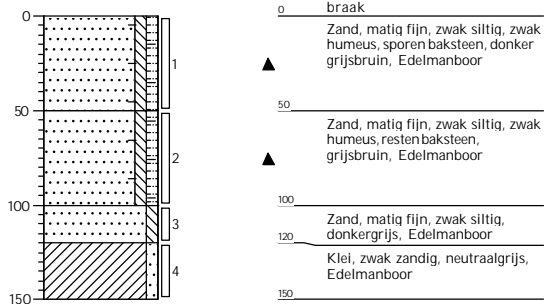 0
50
100
150
1
2
3
4
0
braak
Zand, matig fijn, zwak siltig, zwak
humeus, sporen baksteen, donker
grijsbruin, Edelmanboor
50
Zand, matig fijn, zwak siltig, zwak
humeus, resten baksteen,
grijsbruin, Edelmanboor
100
Zand, matig fijn, zwak siltig,
donkergrijs, Edelmanboor
120
Klei, zwak zandig, neutraalgrijs,
Edelmanboor
150